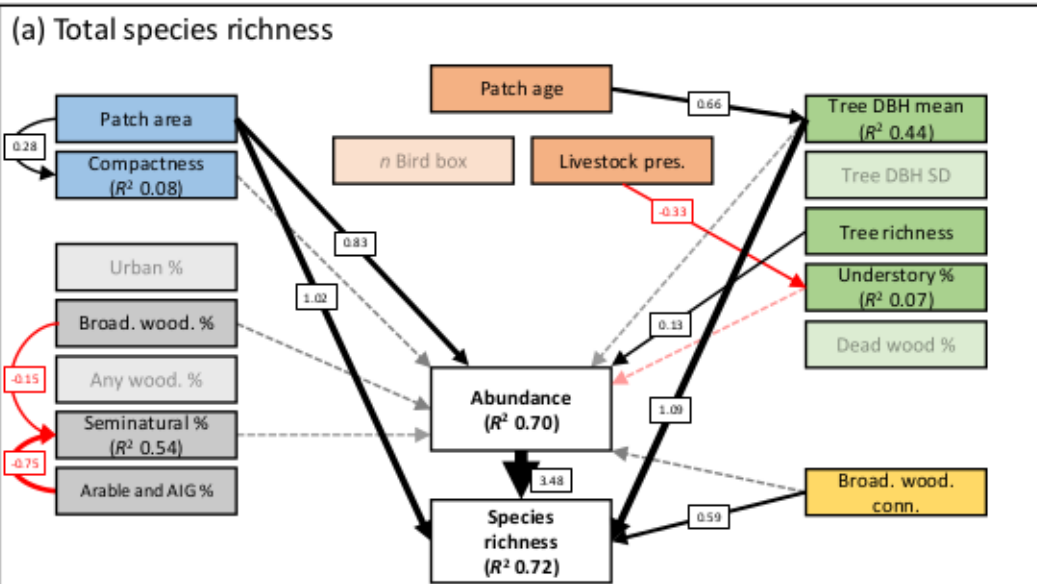 (a) Total species richness
Patch area
0.28
Compactness
(R² 0.08)
Urban %
Broad. wood. %
-0.15
Any wood. %
Seminatural %
(R² 0.54)
-0.75
Arable and AIG %
Patch age
0.66
n Bird box
Livestock pres.
-0.33
0.83
1.02
0.13
1.09
Abundance
(R² 0.70)
3.48
Species
richness
(R² 0.72)
0.59
Tree DBH mean
(R² 0.44)
Tree DBH SD
Tree richness
Understory %
(R² 0.07)
Dead wood %
Broad. wood.
conn.